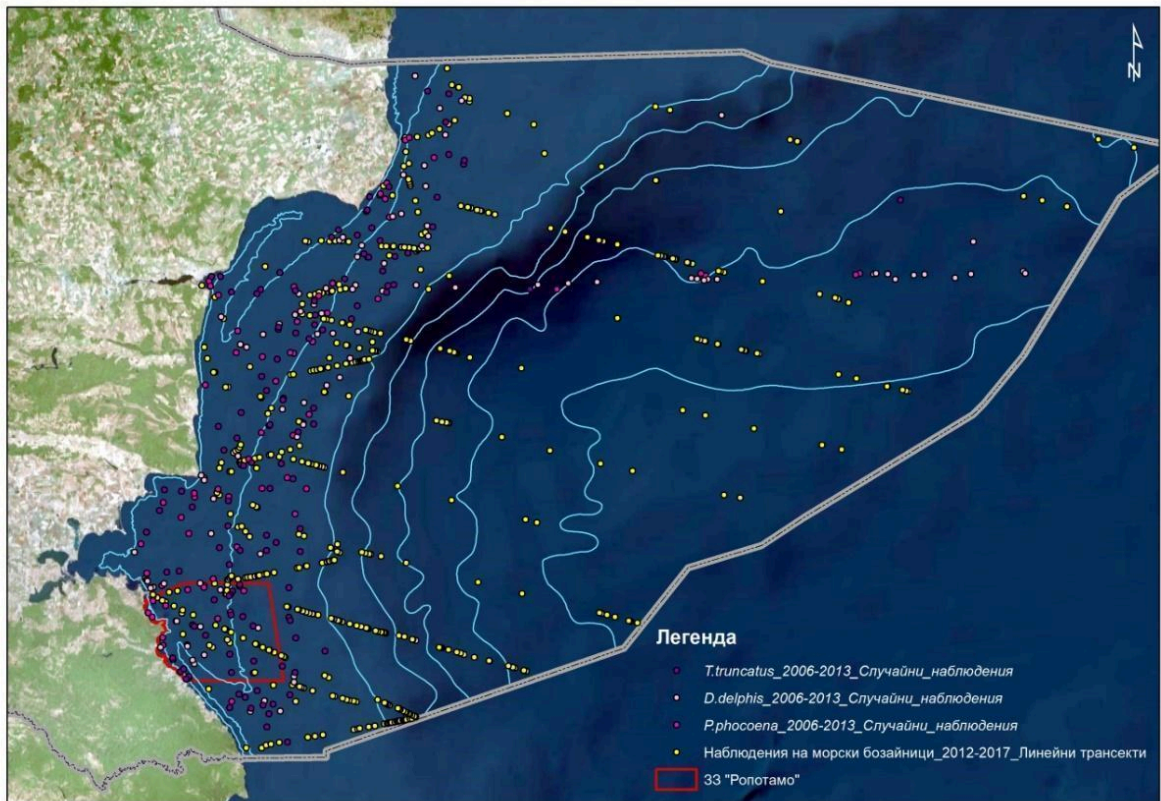 Легенда
T.truncatus_2006-2013_Случайни_наблюдения
D.delphis_2006-2013_Случайни_наблюдения
P.phocoena_2006-2013_Случайни_наблюдения
Наблюдения на морски бозайници_2012-2017_Линейни трансекти
ЗЗ "Ропотамо"